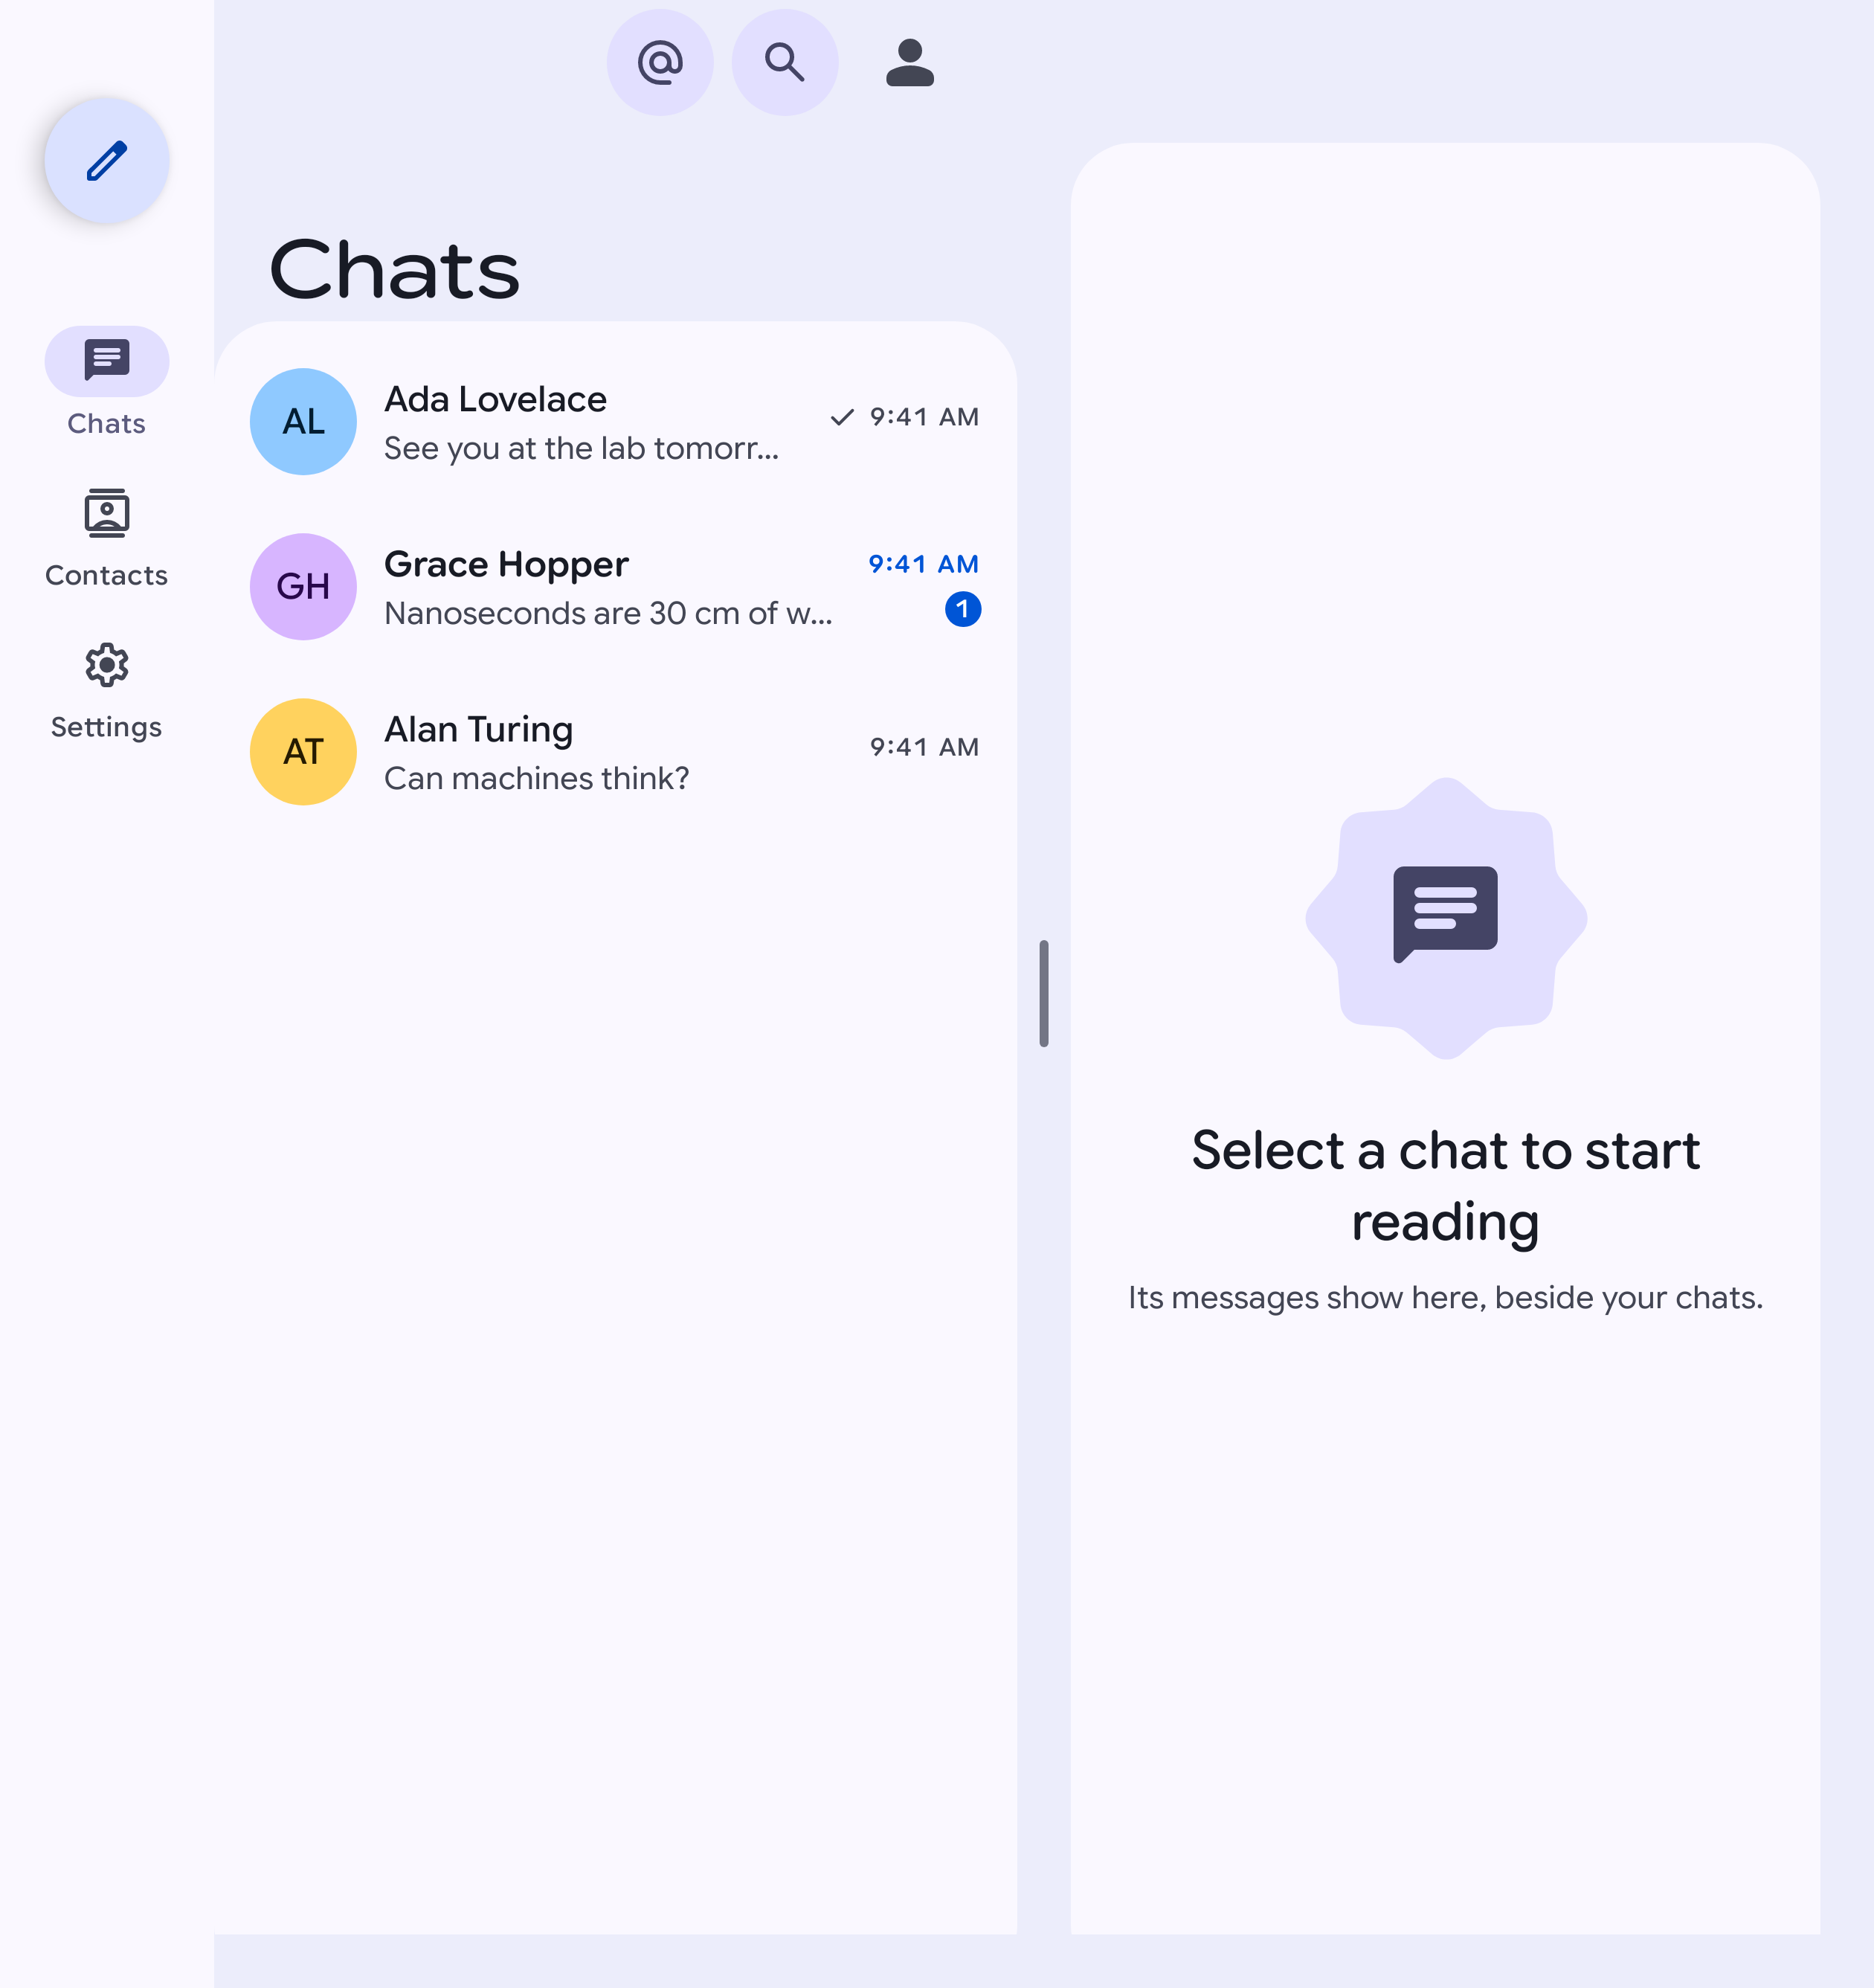 Chats
Contacts
Settings
Chats
AL
Ada Lovelace
See you at the lab tomorr...
9:41 AM
GH
Grace Hopper
Nanoseconds are 30 cm of w...
9:41 AM
1
AT
Alan Turing
Can machines think?
9:41 AM
Select a chat to start
reading
Its messages show here, beside your chats.